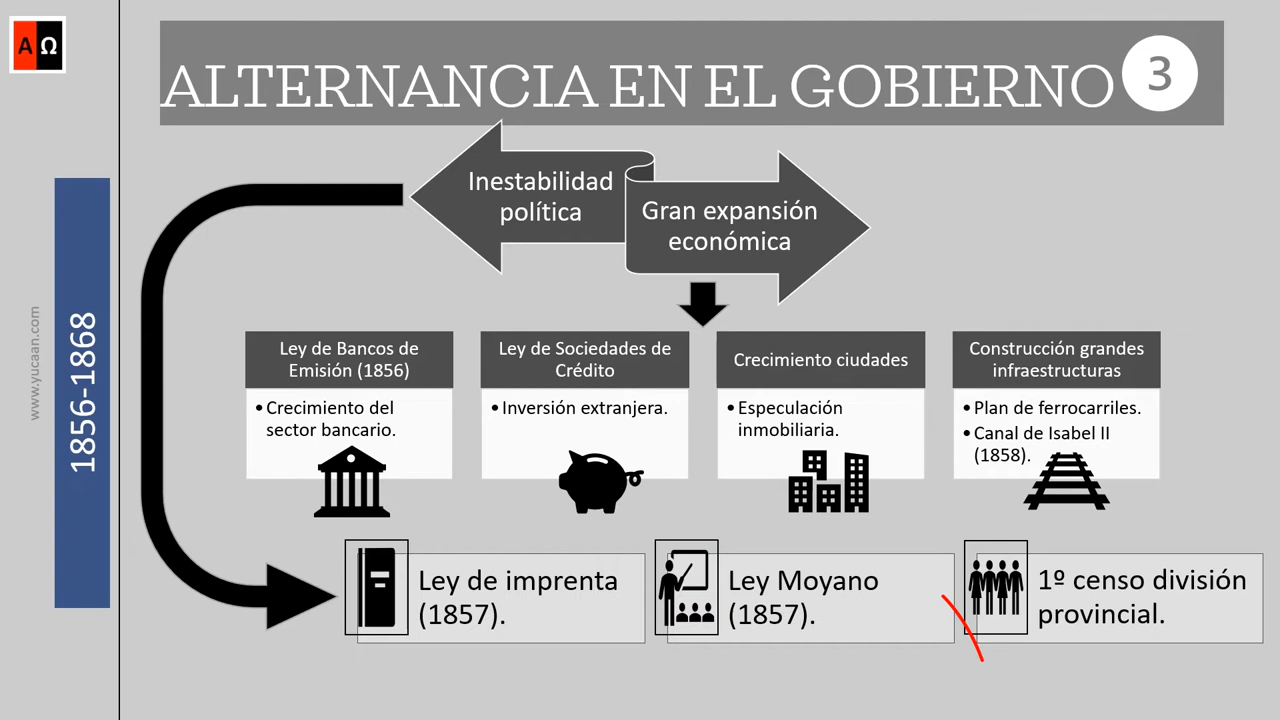 AΩ
ALTERNANCIA EN EL GOBIERNO
3
Inestabilidad
política
Gran expansión
económica
www.yucaan.com
1856-1868
Ley de Bancos de
Emisión (1856)
• Crecimiento del
sector bancario.
Ley de Sociedades de
Crédito
• Inversión extranjera.
Crecimiento ciudades
• Especulación
inmobiliaria.
Construcción grandes
infraestructuras
• Plan de ferrocarriles.
• Canal de Isabel II
(1858).
Ley de imprenta
(1857).
Ley Moyano
(1857).
1º censo división
provincial.